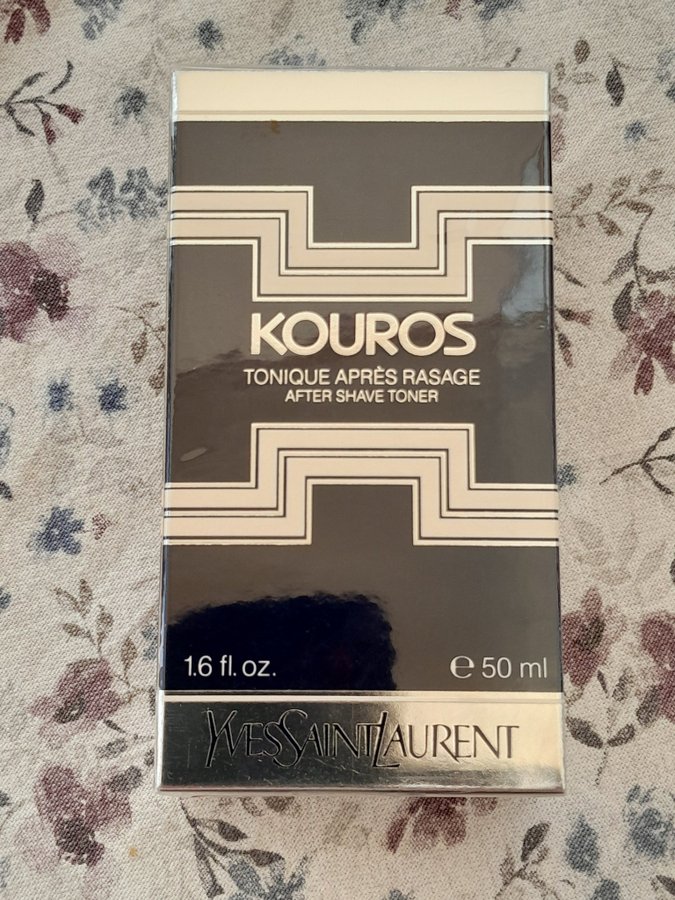 KOUROS
TONIQUE APRÈS RASAGE
AFTER SHAVE TONER
1.6 fl. oz. ℮ 50 ml
YVESSAINTLAURENT